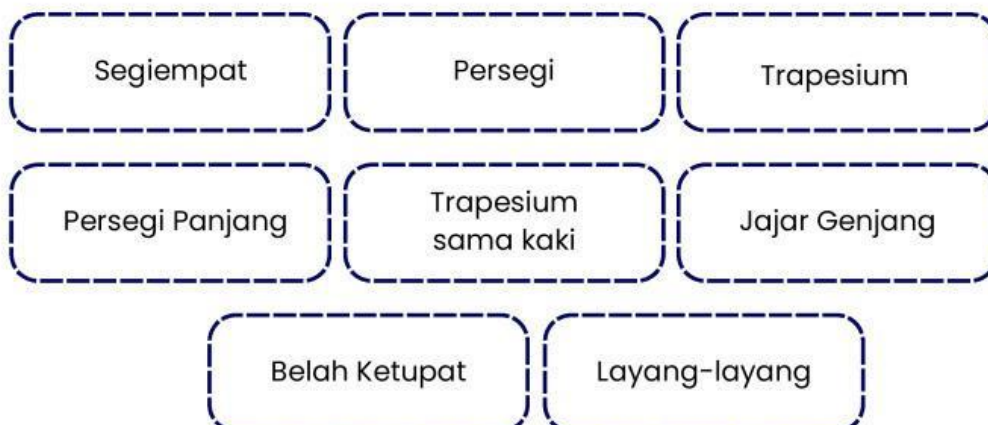 Segiempat
Persegi
Trapesium
Persegi Panjang
Trapesium
sama kaki
Jajar Genjang
Belah Ketupat
Layang-layang